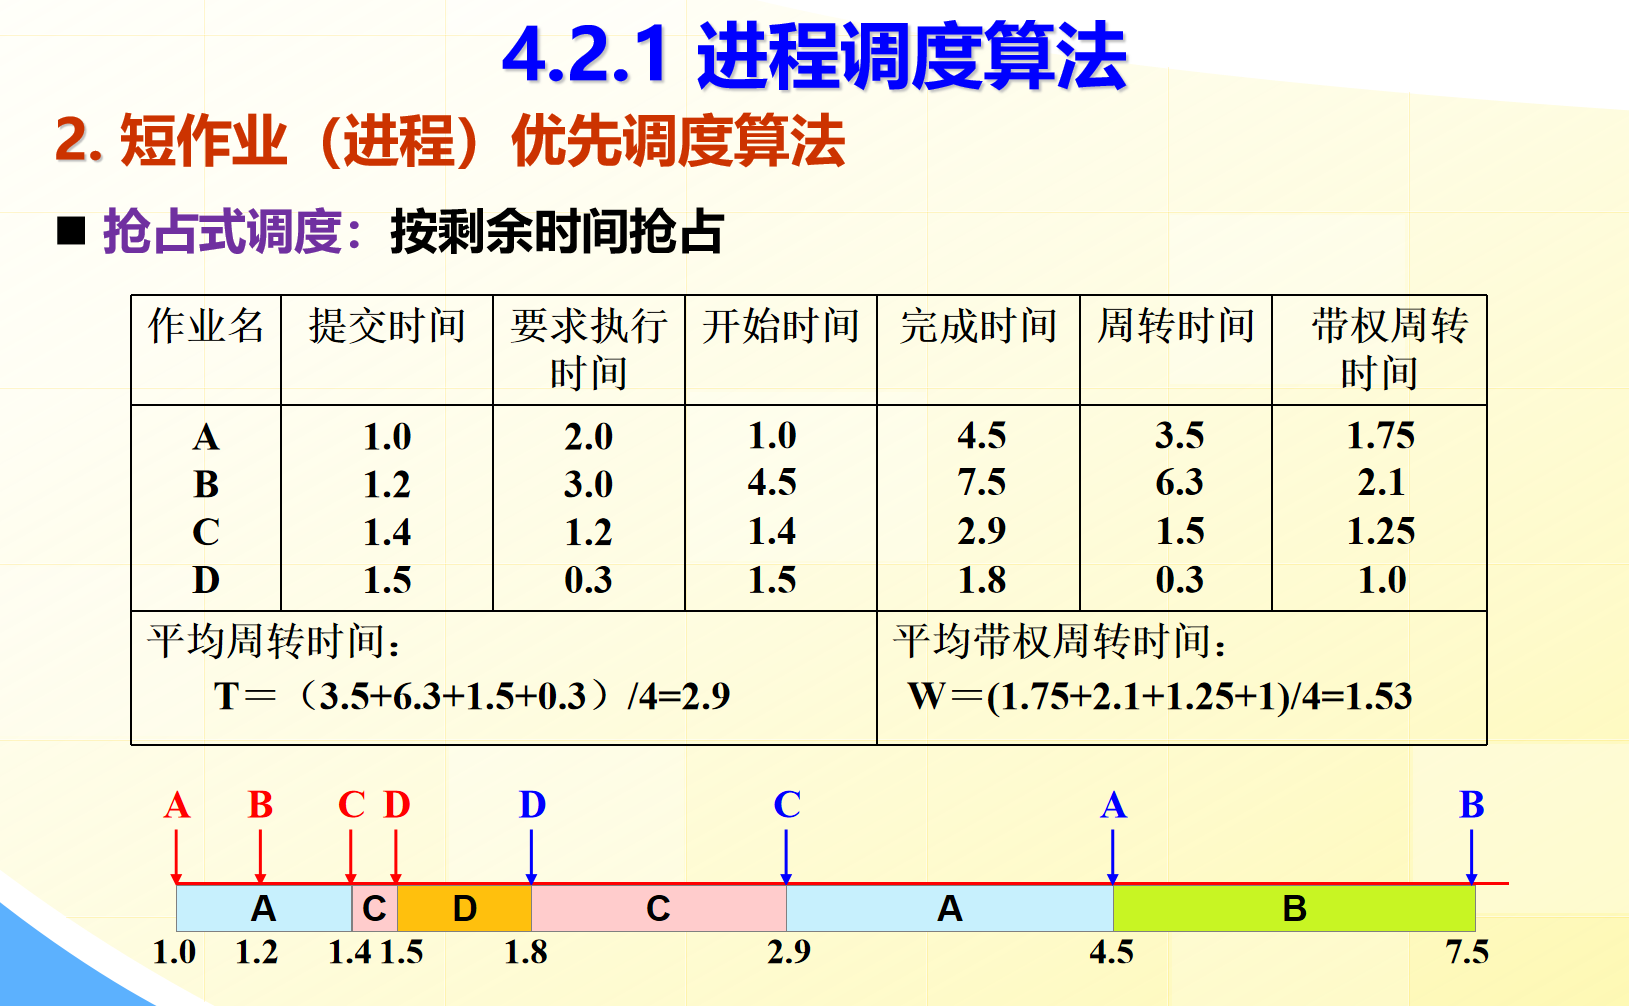 4.2.1 进程调度算法
2. 短作业（进程）优先调度算法
■ 抢占式调度：按剩余时间抢占
作业名 提交时间 要求执行时间 开始时间 完成时间 周转时间 带权周转时间
A 1.0 2.0 1.0 4.5 3.5 1.75
B 1.2 3.0 4.5 7.5 6.3 2.1
C 1.4 1.2 1.4 2.9 1.5 1.25
D 1.5 0.3 1.5 1.8 0.3 1.0
平均周转时间：
T＝（3.5+6.3+1.5+0.3）/4=2.9
平均带权周转时间：
W＝(1.75+2.1+1.25+1)/4=1.53
A B C D D C A B
A C D C A B
1.0 1.2 1.4 1.5 1.8 2.9 4.5 7.5